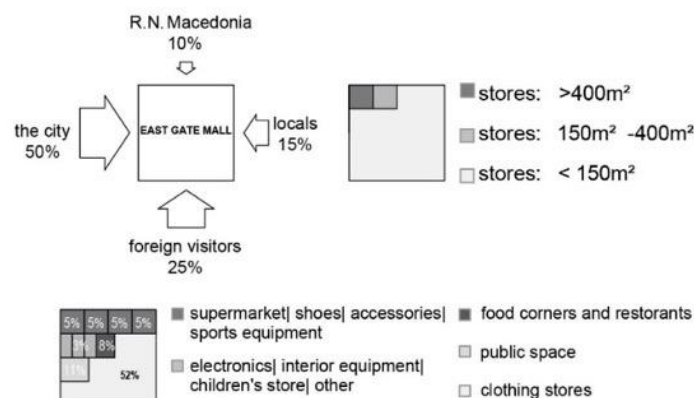 R.N. Macedonia
10%
the city
50%
EAST GATE MALL
locals
15%
foreign visitors
25%
stores: >400m²
stores: 150m² -400m²
stores: < 150m²
5% 5% 5% 5%
3% 8%
11%
52%
supermarket| shoes| accessories|
sports equipment
electronics| interior equipment|
children's store| other
food corners and restorants
public space
clothing stores